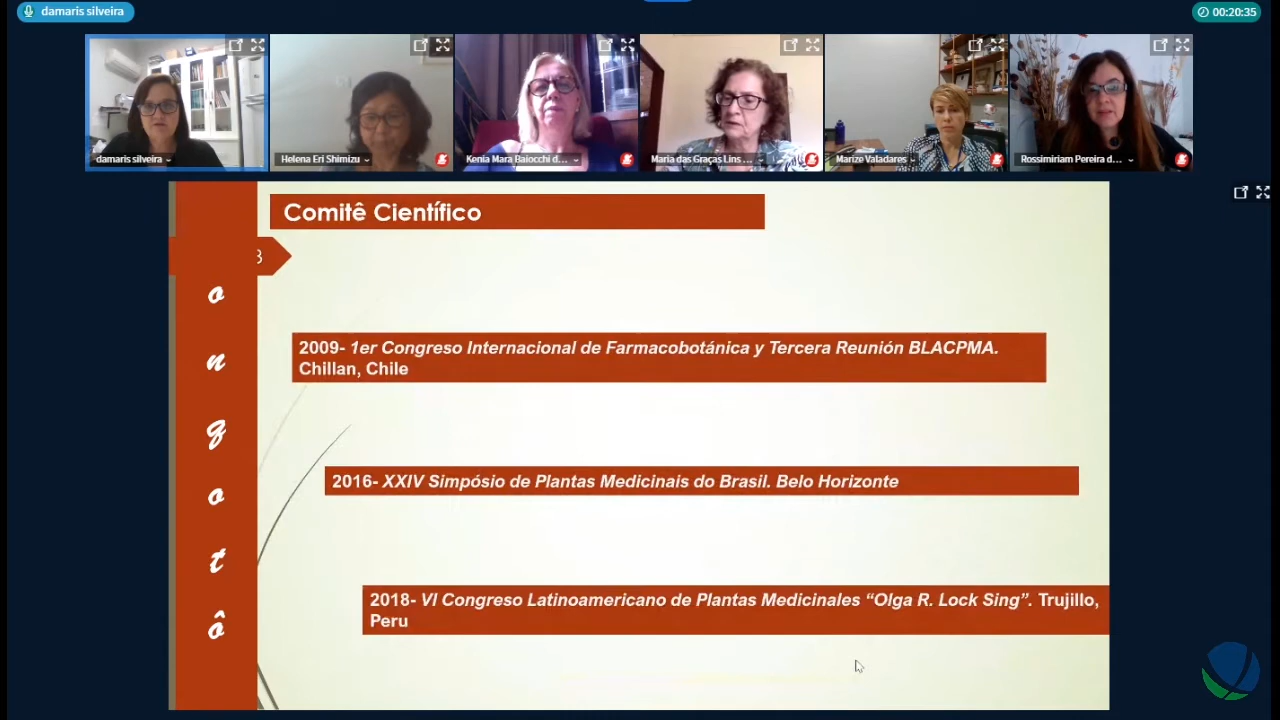 damaris silveira
00:20:35
damaris silveira
Helena Eri Shimizu
Kenia Mara Baiocchi d...
Maria das Graças Lins ...
Marize Valadares
Rossimiriam Pereira d...
Comitê Científico
3
o
n
q
o
t
ô
2009- 1er Congreso Internacional de Farmacobotánica y Tercera Reunión BLACPMA.
Chillan, Chile
2016- XXIV Simpósio de Plantas Medicinais do Brasil. Belo Horizonte
2018- VI Congreso Latinoamericano de Plantas Medicinales “Olga R. Lock Sing”. Trujillo,
Peru